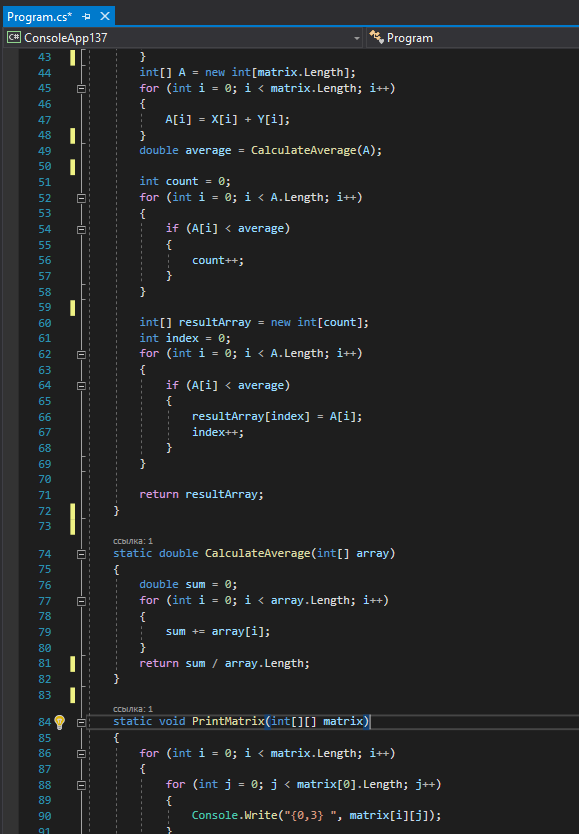 Program.cs*
ConsoleApp137 Program
43 }
44 int[] A = new int[matrix.Length];
45 for (int i = 0; i < matrix.Length; i++)
46 {
47 A[i] = X[i] + Y[i];
48 }
49 double average = CalculateAverage(A);
50
51 int count = 0;
52 for (int i = 0; i < A.Length; i++)
53 {
54 if (A[i] < average)
55 {
56 count++;
57 }
58 }
59
60 int[] resultArray = new int[count];
61 int index = 0;
62 for (int i = 0; i < A.Length; i++)
63 {
64 if (A[i] < average)
65 {
66 resultArray[index] = A[i];
67 index++;
68 }
69 }
70
71 return resultArray;
72 }
73
ссылка: 1
74 static double CalculateAverage(int[] array)
75 {
76 double sum = 0;
77 for (int i = 0; i < array.Length; i++)
78 {
79 sum += array[i];
80 }
81 return sum / array.Length;
82 }
83
ссылка: 1
84 static void PrintMatrix(int[][] matrix)
85 {
86 for (int i = 0; i < matrix.Length; i++)
87 {
88 for (int j = 0; j < matrix[0].Length; j++)
89 {
90 Console.Write("{0,3} ", matrix[i][j]);
91 }